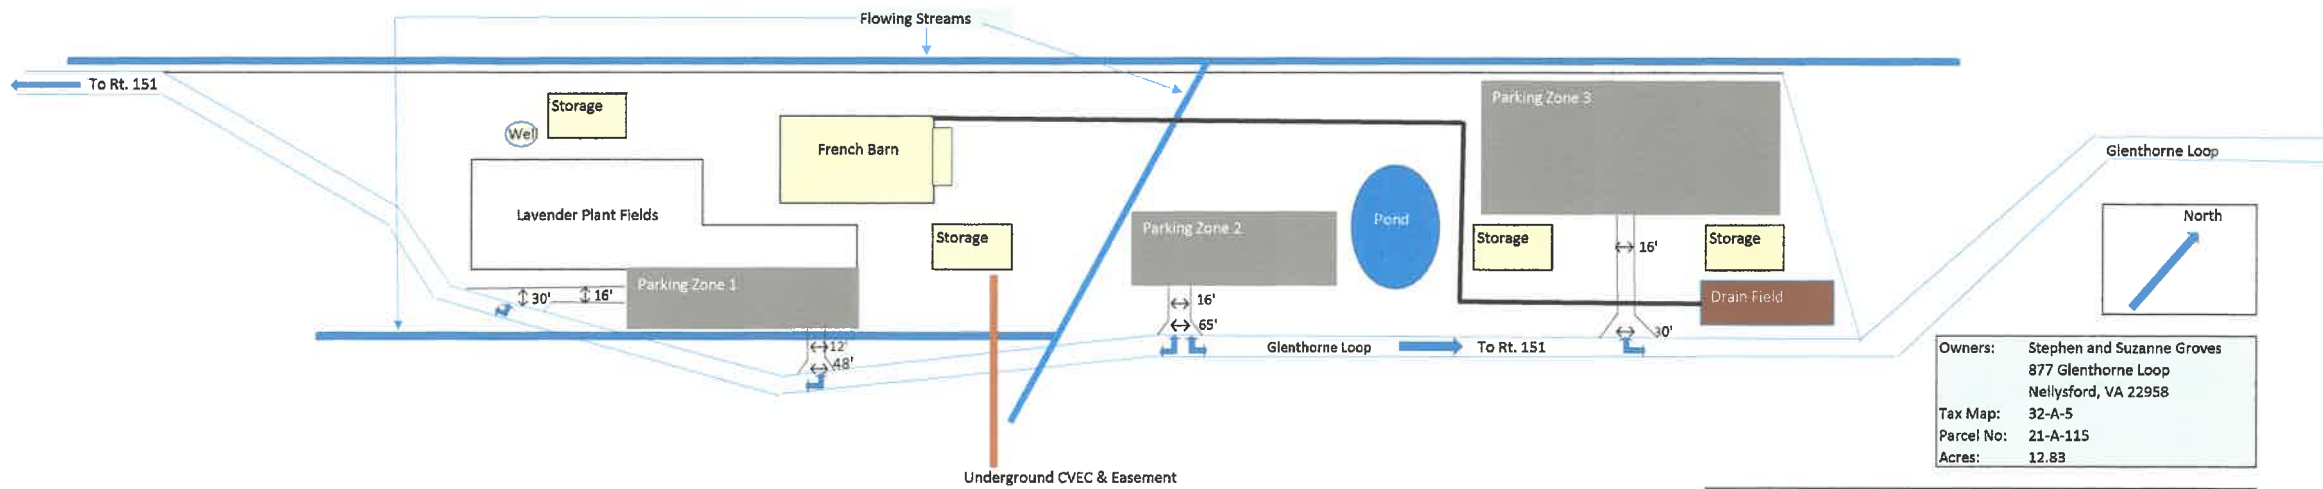 Flowing Streams
To Rt. 151
Storage
Well
French Barn
Parking Zone 3
Glenthorne Loop
Lavender Plant Fields
Storage
Parking Zone 2
Pond
Storage
Storage
North
16'
Parking Zone 1
30'
16'
16'
65'
Drain Field
30'
12'
48'
Glenthorne Loop
To Rt. 151
Underground CVEC & Easement
Owners: Stephen and Suzanne Groves
877 Glenthorne Loop
Nellysford, VA 22958
Tax Map: 32-A-5
Parcel No: 21-A-115
Acres: 12.83